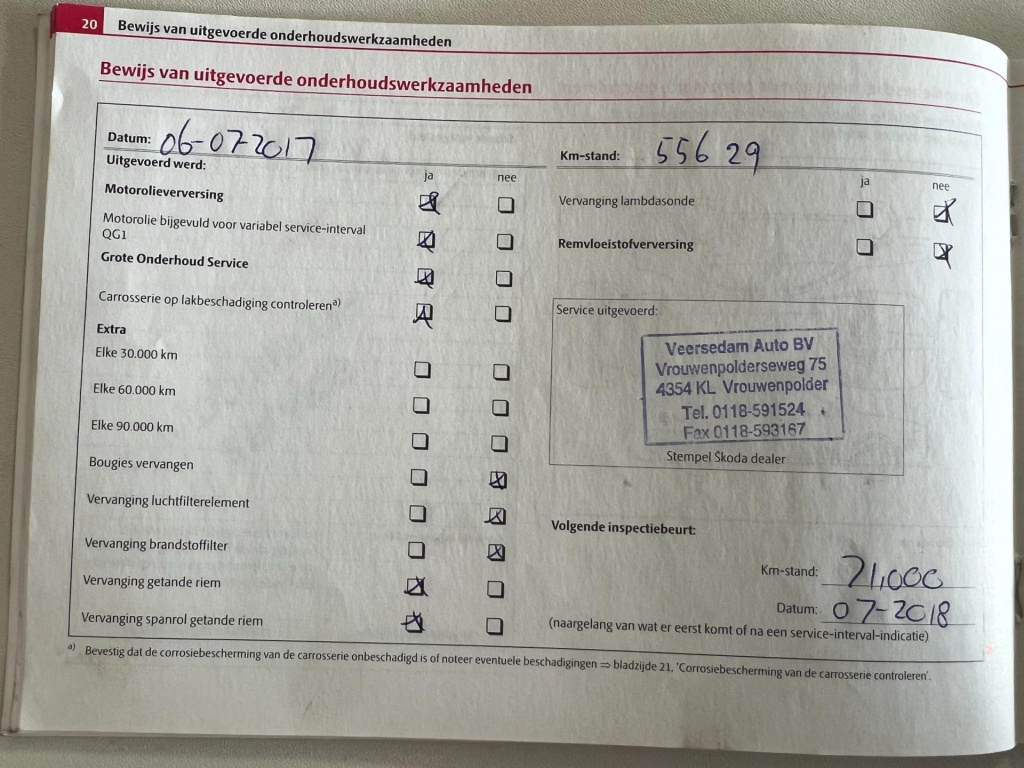 20 Bewijs van uitgevoerde onderhoudswerkzaamheden
Bewijs van uitgevoerde onderhoudswerkzaamheden
Datum: 06-07-2017
Uitgevoerd werd:
ja nee
Motorolieverversing
Motorolie bijgevuld voor variabel service-interval
QG1
Grote Onderhoud Service
Carrosserie op lakbeschadiging controleren a)
Extra
Elke 30.000 km
Elke 60.000 km
Elke 90.000 km
Bougies vervangen
Vervanging luchtfilterelement
Vervanging brandstoffilter
Vervanging getande riem
Vervanging spanrol getande riem
Km-stand: 55629
ja nee
Vervanging lambdasonde
Remvloeistofverversing
Service uitgevoerd:
Veersedam Auto BV
Vrouwenpolderseweg 75
4354 KL Vrouwenpolder
Tel. 0118-591524
Fax 0118-593167
Stempel Škoda dealer
Volgende inspectiebeurt:
Km-stand: 71,000
Datum: 07-2018
(naargelang van wat er eerst komt of na een service-interval-indicatie)
a) Bevestig dat de corrosiebescherming van de carrosserie onbeschadigd is of noteer eventuele beschadigingen ⇒ bladzijde 21, 'Corrosiebescherming van de carrosserie controleren'.